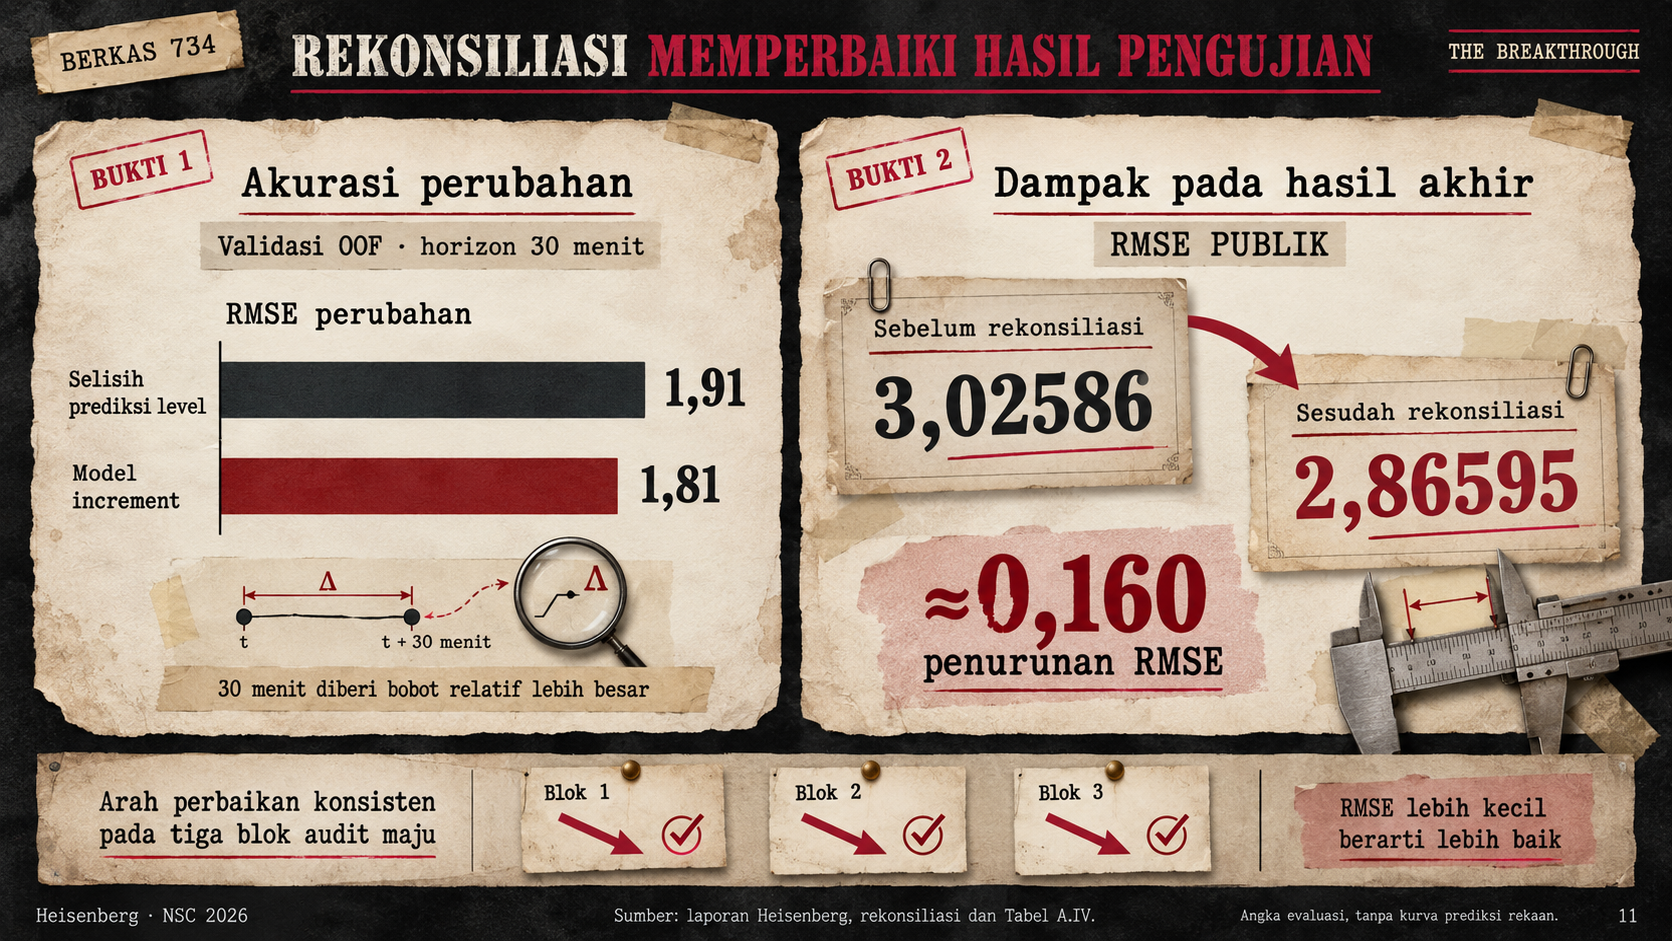 BERKAS 734
REKONSILIASI MEMPERBAIKI HASIL PENGUJIAN
THE BREAKTHROUGH
BUKTI 1
Akurasi perubahan
Validasi OOF · horizon 30 menit
RMSE perubahan
Selisih
prediksi level
1,91
Model
increment
1,81
Δ
Δ
t
t + 30 menit
30 menit diberi bobot relatif lebih besar
BUKTI 2
Dampak pada hasil akhir
RMSE PUBLIK
Sebelum rekonsiliasi
3,02586
Sesudah rekonsiliasi
2,86595
≈0,160
penurunan RMSE
Arah perbaikan konsisten
pada tiga blok audit maju
Blok 1
Blok 2
Blok 3
RMSE lebih kecil
berarti lebih baik
Heisenberg · NSC 2026
Sumber: laporan Heisenberg, rekonsiliasi dan Tabel A.IV.
Angka evaluasi, tanpa kurva prediksi rekaan.
11